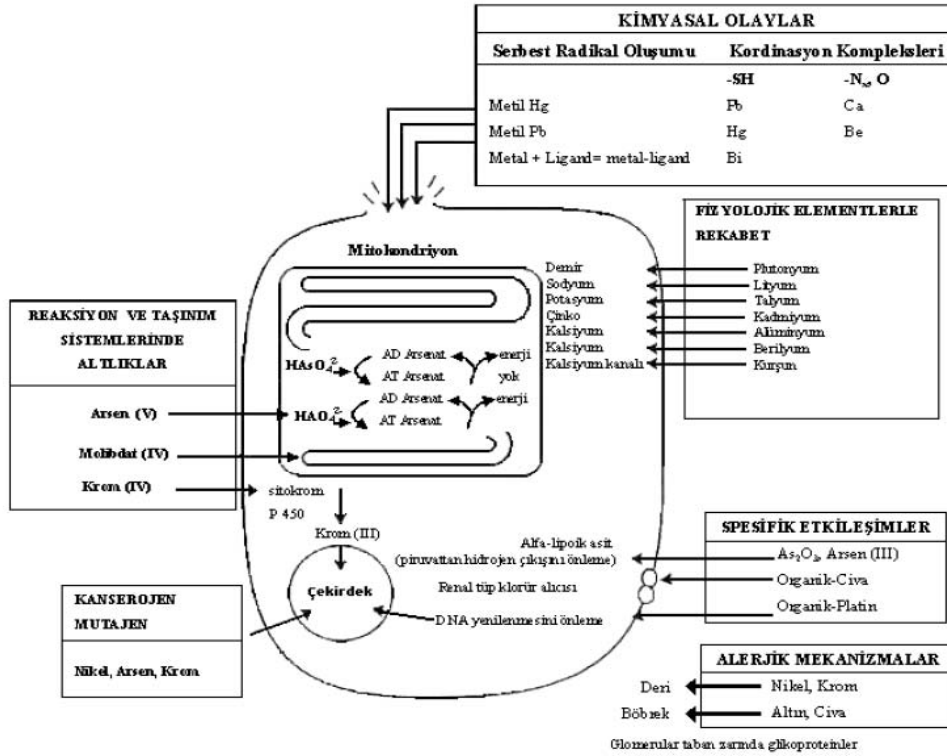 KİMYASAL OLAYLAR
Serbest Radikal Oluşumu Kordinasyon Kompleksleri
-SH -N, O
Metil Hg Pb Ca
Metil Pb Hg Be
Metal + Ligand= metal-ligand Bi
FİZYOLOJİK ELEMENTLERLE
REKABET
Mitokondriyon
Demir Plutonyum
Sodyum Lityum
Potasyum Talyum
Çinko Kadmiyum
Kalsiyum Alüminyum
Kalsiyum Berilyum
Kalsiyum kanalı Kurşun
REAKSİYON VE TAŞINIM
SİSTEMLERİNDE
ALTLIKLAR
Arsen (V)
Molibdat (IV)
Krom (IV)
HAsO₄²⁻ AD Arsenat enerji
AT Arsenat yok
HAO₄²⁻ AD Arsenat enerji
AT Arsenat
sitokrom
P 450
Krom (III)
Çekirdek
KANSEROJEN
MUTAJEN
Nikel, Arsen, Krom
SPESİFİK ETKİLEŞİMLER
Alfa-lipoik asit
(piruvattan hidrojen çıkışını önleme) As₂O₃, Arsen (III)
Renal tüp klorür alıcısı Organik-Civa
DNA yenilenmesini önleme Organik-Platin
ALERJİK MEKANİZMALAR
Deri Nikel, Krom
Böbrek Altın, Civa
Glomerular taban zarında glikoproteinler